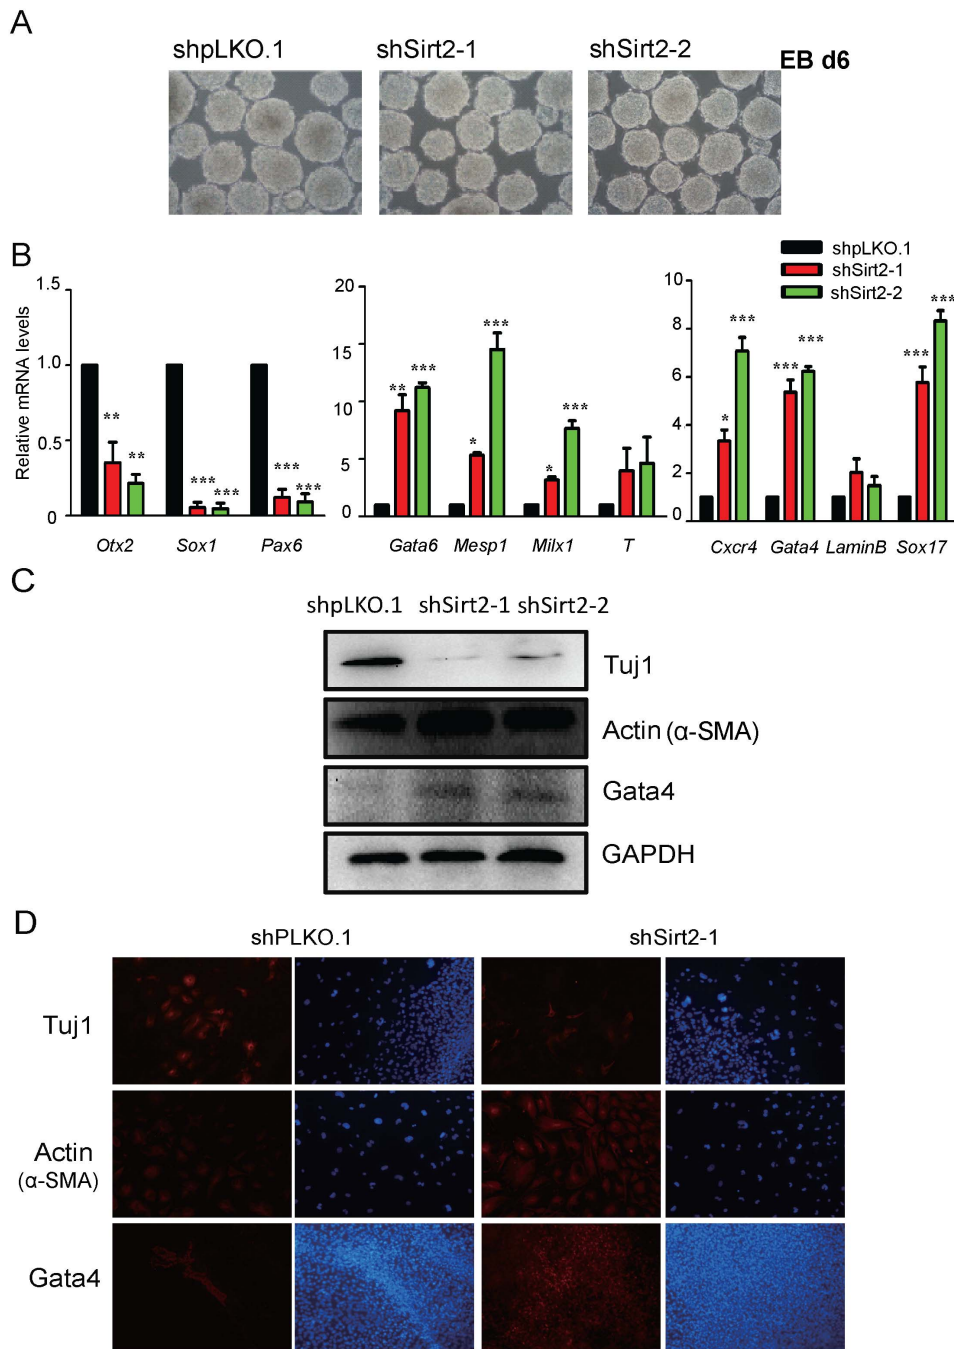 A
shpLKO.1
shSirt2-1
shSirt2-2
EB d6
B
shpLKO.1
shSirt2-1
shSirt2-2
Relative mRNA levels
1.5
1.0
0.5
0
** ** *** *** *** ***
Otx2 Sox1 Pax6
20
15
10
5
0
** *** * *** * ***
Gata6 Mesp1 Milx1 T
10
8
6
4
2
0
* *** *** *** *** ***
Cxcr4 Gata4 LaminB Sox17
C
shpLKO.1 shSirt2-1 shSirt2-2
Tuj1
Actin (α-SMA)
Gata4
GAPDH
D
shPLKO.1 shSirt2-1
Tuj1
Actin
(α-SMA)
Gata4